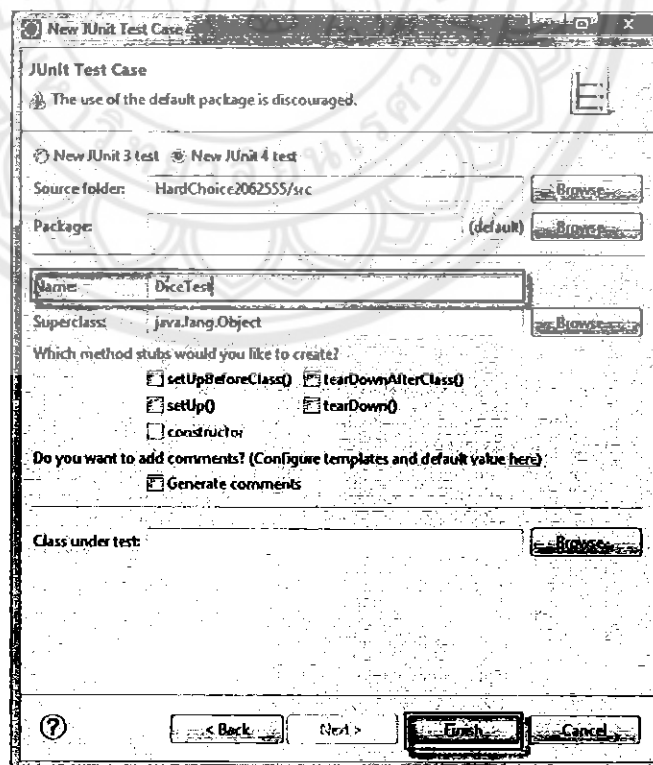 New JUnit Test Case
JUnit Test Case
The use of the default package is discouraged.
New JUnit 3 test New JUnit 4 test
Source folder: HardChoice2062555/src Browse...
Package: (default) Browse...
Name: DiceTest
Superclass: java.lang.Object Browse...
Which method stubs would you like to create?
setUpBeforeClass() tearDownAfterClass()
setUp() tearDown()
constructor
Do you want to add comments? (Configure templates and default value here)
Generate comments
Class under test: Browse...
? < Back Next > Finish Cancel